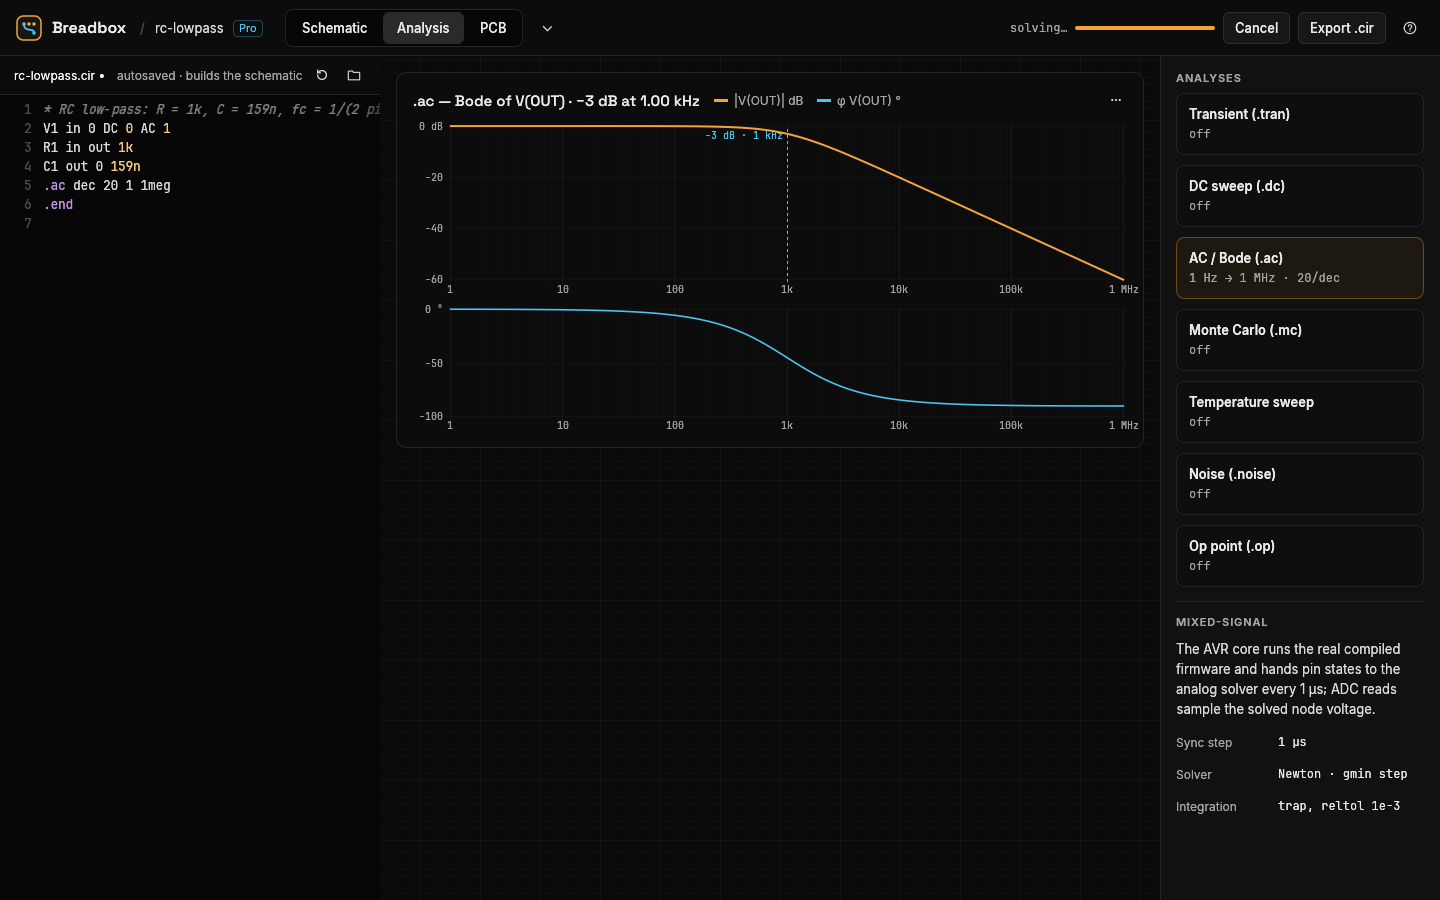 Breadbox / rc-lowpass Pro
Schematic Analysis PCB
solving… Cancel Export .cir
rc-lowpass.cir • autosaved · builds the schematic
1 * RC low-pass: R = 1k, C = 159n, fc = 1/(2 pi
2 V1 in 0 DC 0 AC 1
3 R1 in out 1k
4 C1 out 0 159n
5 .ac dec 20 1 1meg
6 .end
7
.ac — Bode of V(OUT) · −3 dB at 1.00 kHz |V(OUT)| dB φ V(OUT) °
0 dB
−3 dB · 1 kHz
−20
−40
−60
1 10 100 1k 10k 100k 1 MHz
0 °
−50
−100
1 10 100 1k 10k 100k 1 MHz
ANALYSES
Transient (.tran)
off
DC sweep (.dc)
off
AC / Bode (.ac)
1 Hz → 1 MHz · 20/dec
Monte Carlo (.mc)
off
Temperature sweep
off
Noise (.noise)
off
Op point (.op)
off
MIXED-SIGNAL
The AVR core runs the real compiled
firmware and hands pin states to the
analog solver every 1 µs; ADC reads
sample the solved node voltage.
Sync step 1 µs
Solver Newton · gmin step
Integration trap, reltol 1e-3